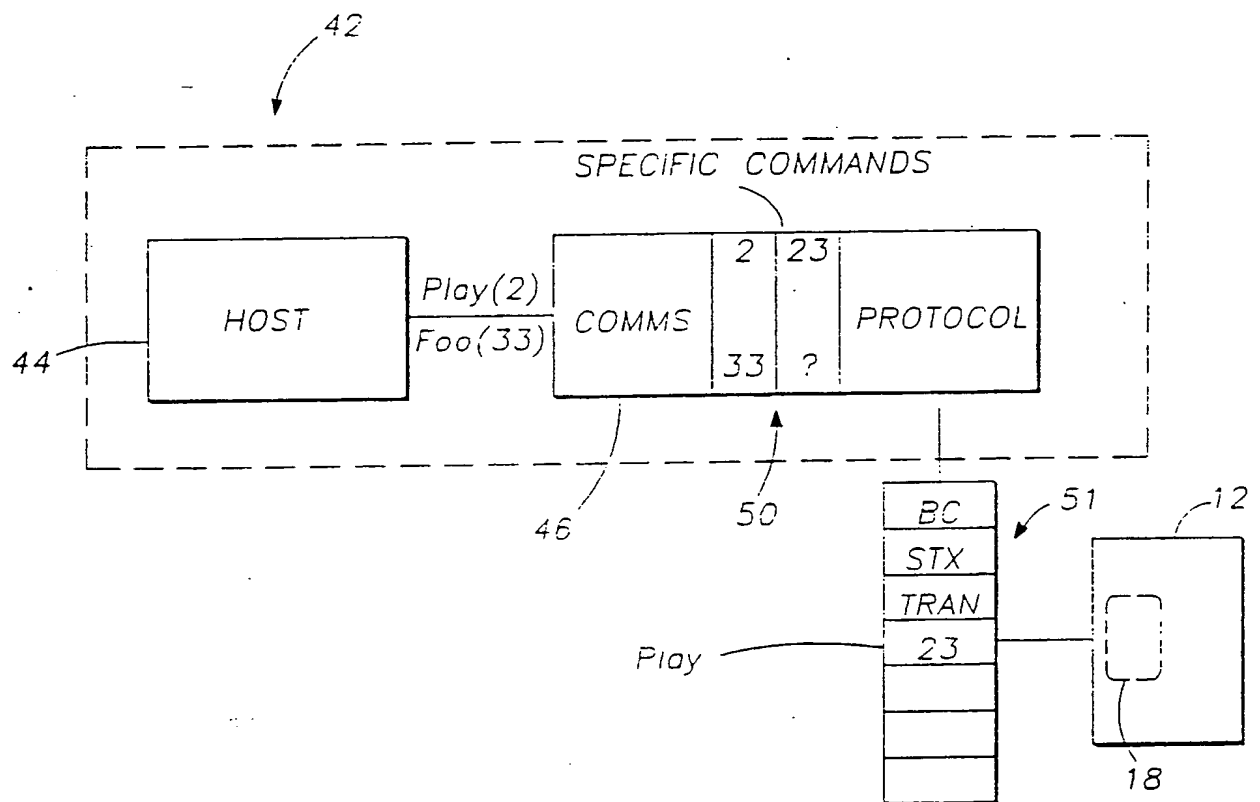 42
SPECIFIC COMMANDS
HOST
Play(2)
Foo(33)
COMMS
2
23
33
?
PROTOCOL
44
46
50
BC
STX
TRAN
23
Play
51
12
18